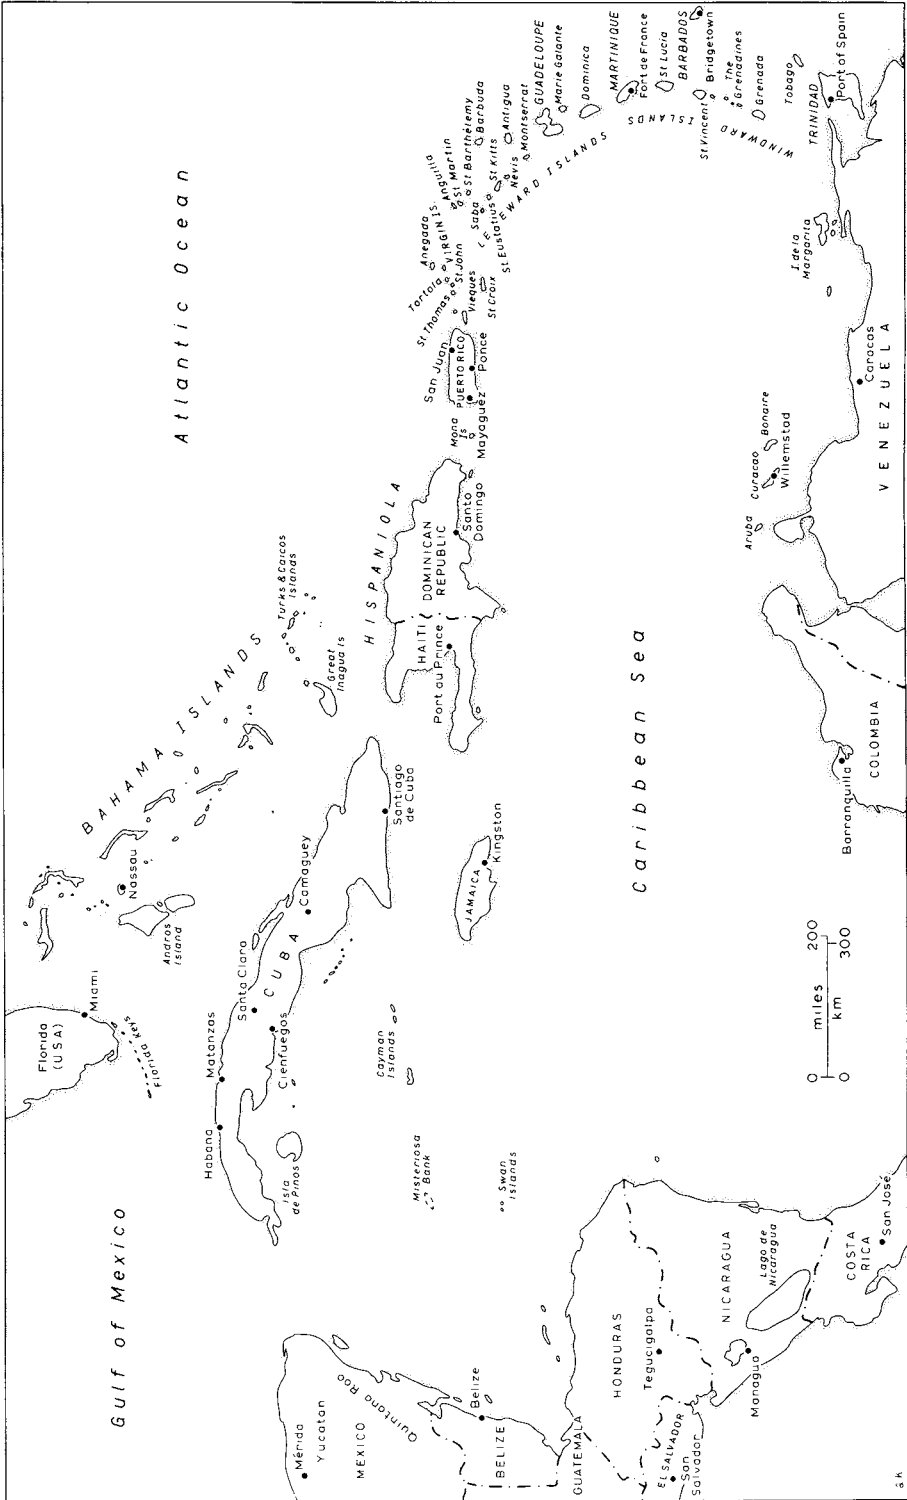 Gulf of Mexico
Atlantic Ocean
Caribbean Sea
Florida
(USA)
Miami
Florida Keys
BAHAMA ISLANDS
Nassau
Andros
Island
Great
Inagua Is
Turks & Caicos
Islands
Habana
Matanzas
Santa Clara
CUBA
Cienfuegos
Camaguey
Santiago
de Cuba
Isla
de Pinos
Cayman
Islands
Misteriosa
Bank
Swan
Islands
JAMAICA
Kingston
HISPANIOLA
HAITI
Port au Prince
DOMINICAN
REPUBLIC
Santo
Domingo
Mona
Is
San Juan
PUERTO RICO
Mayaguëz
Ponce
Vieques
St Croix
St Thomas
Tortola
Anegada
VIRGIN IS.
St John
Anguilla
St Martin
St Barthélemy
Saba
St Eustatius
St Kitts
Nevis
Barbuda
Antigua
Montserrat
LEEWARD ISLANDS
GUADELOUPE
Marie Galante
Dominica
MARTINIQUE
Fort de France
St Lucia
BARBADOS
Bridgetown
St Vincent
The
Grenadines
Grenada
WINDWARD ISLANDS
Tobago
TRINIDAD
Port of Spain
I. de la
Margarita
Caracas
VENEZUELA
Aruba
Curacao
Willemstad
Bonaire
COLOMBIA
Barranquilla
Mérida
Yucatan
MEXICO
Quintana Roo
Belize
BELIZE
GUATEMALA
HONDURAS
Tegucigalpa
EL SALVADOR
San
Salvador
NICARAGUA
Managua
Lago de
Nicaragua
COSTA
RICA
San José
0 miles 200
0 km 300